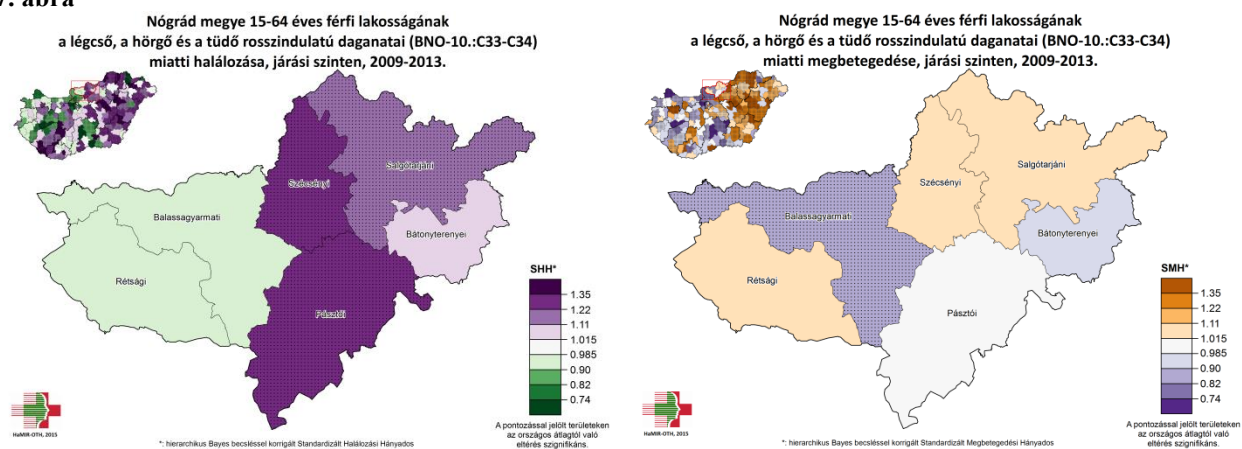 7. ábra
Nógrád megye 15-64 éves férfi lakosságának
a légcső, a hörgő és a tüdő rosszindulatú daganatai (BNO-10.:C33-C34)
miatti halálozása, járási szinten, 2009-2013.
Salgótarjáni
Szécsényi
Balassagyarmati
Bátonyterenyei
Rétsági
Pásztói
SHH*
1.35
1.22
1.11
1.015
0.985
0.90
0.82
0.74
HaMIR-OTH, 2015
A pontozással jelölt területeken
az országos átlagtól való
eltérés szignifikáns.
*: hierarchikus Bayes becsléssel korrigált Standardizált Halálozási Hányados
Nógrád megye 15-64 éves férfi lakosságának
a légcső, a hörgő és a tüdő rosszindulatú daganatai (BNO-10.:C33-C34)
miatti megbetegedése, járási szinten, 2009-2013.
Salgótarjáni
Szécsényi
Balassagyarmati
Bátonyterenyei
Rétsági
Pásztói
SMH*
1.35
1.22
1.11
1.015
0.985
0.90
0.82
0.74
HaMIR-OTH, 2015
A pontozással jelölt területeken
az országos átlagtól való
eltérés szignifikáns.
*: hierarchikus Bayes becsléssel korrigált Standardizált Megbetegedési Hányados